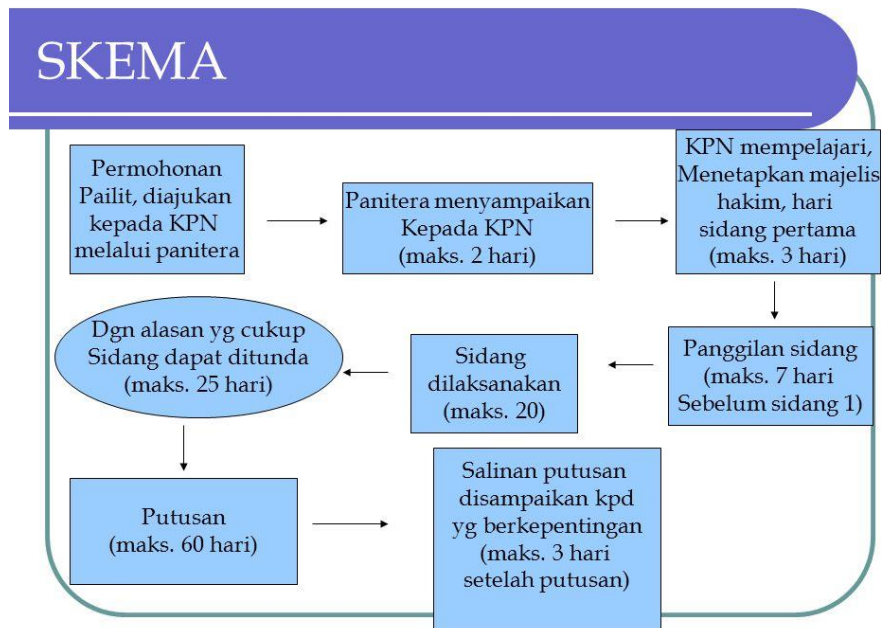 SKEMA
Permohonan
Pailit, diajukan
kepada KPN
melalui panitera
Panitera menyampaikan
Kepada KPN
(maks. 2 hari)
KPN mempelajari,
Menetapkan majelis
hakim, hari
sidang pertama
(maks. 3 hari)
Panggilan sidang
(maks. 7 hari
Sebelum sidang 1)
Sidang
dilaksanakan
(maks. 20)
Dgn alasan yg cukup
Sidang dapat ditunda
(maks. 25 hari)
Putusan
(maks. 60 hari)
Salinan putusan
disampaikan kpd
yg berkepentingan
(maks. 3 hari
setelah putusan)